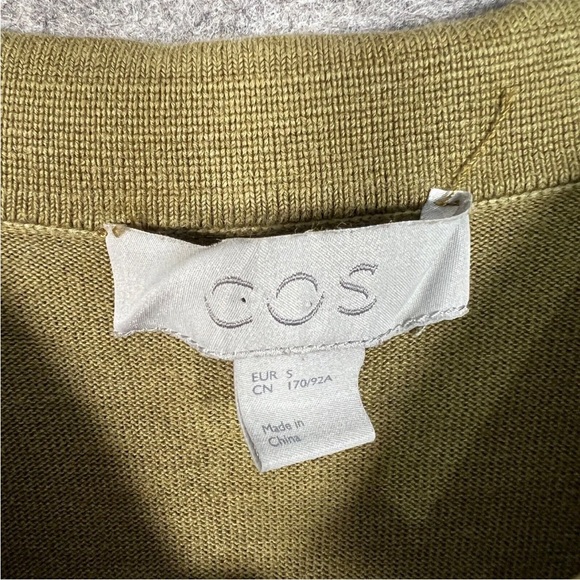 COS
EUR S
CN 170/92A
Made in
China